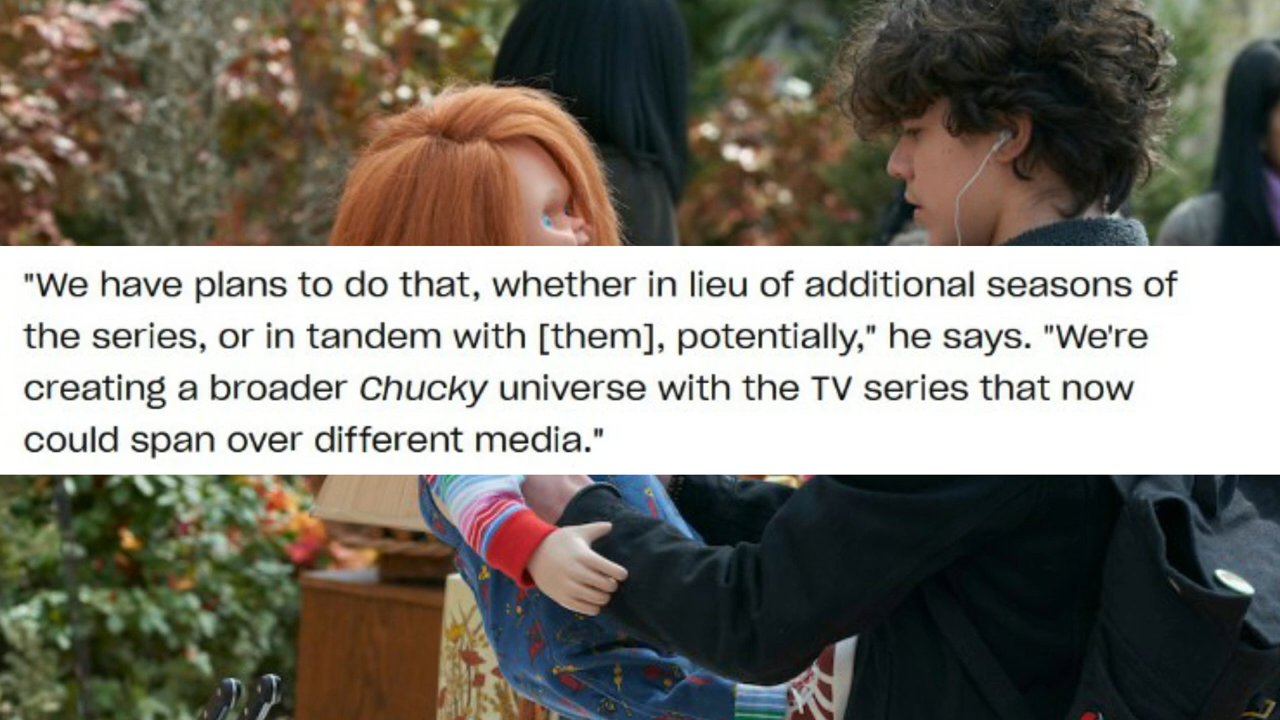 "We have plans to do that, whether in lieu of additional seasons of
the series, or in tandem with [them], potentially," he says. "We're
creating a broader Chucky universe with the TV series that now
could span over different media."